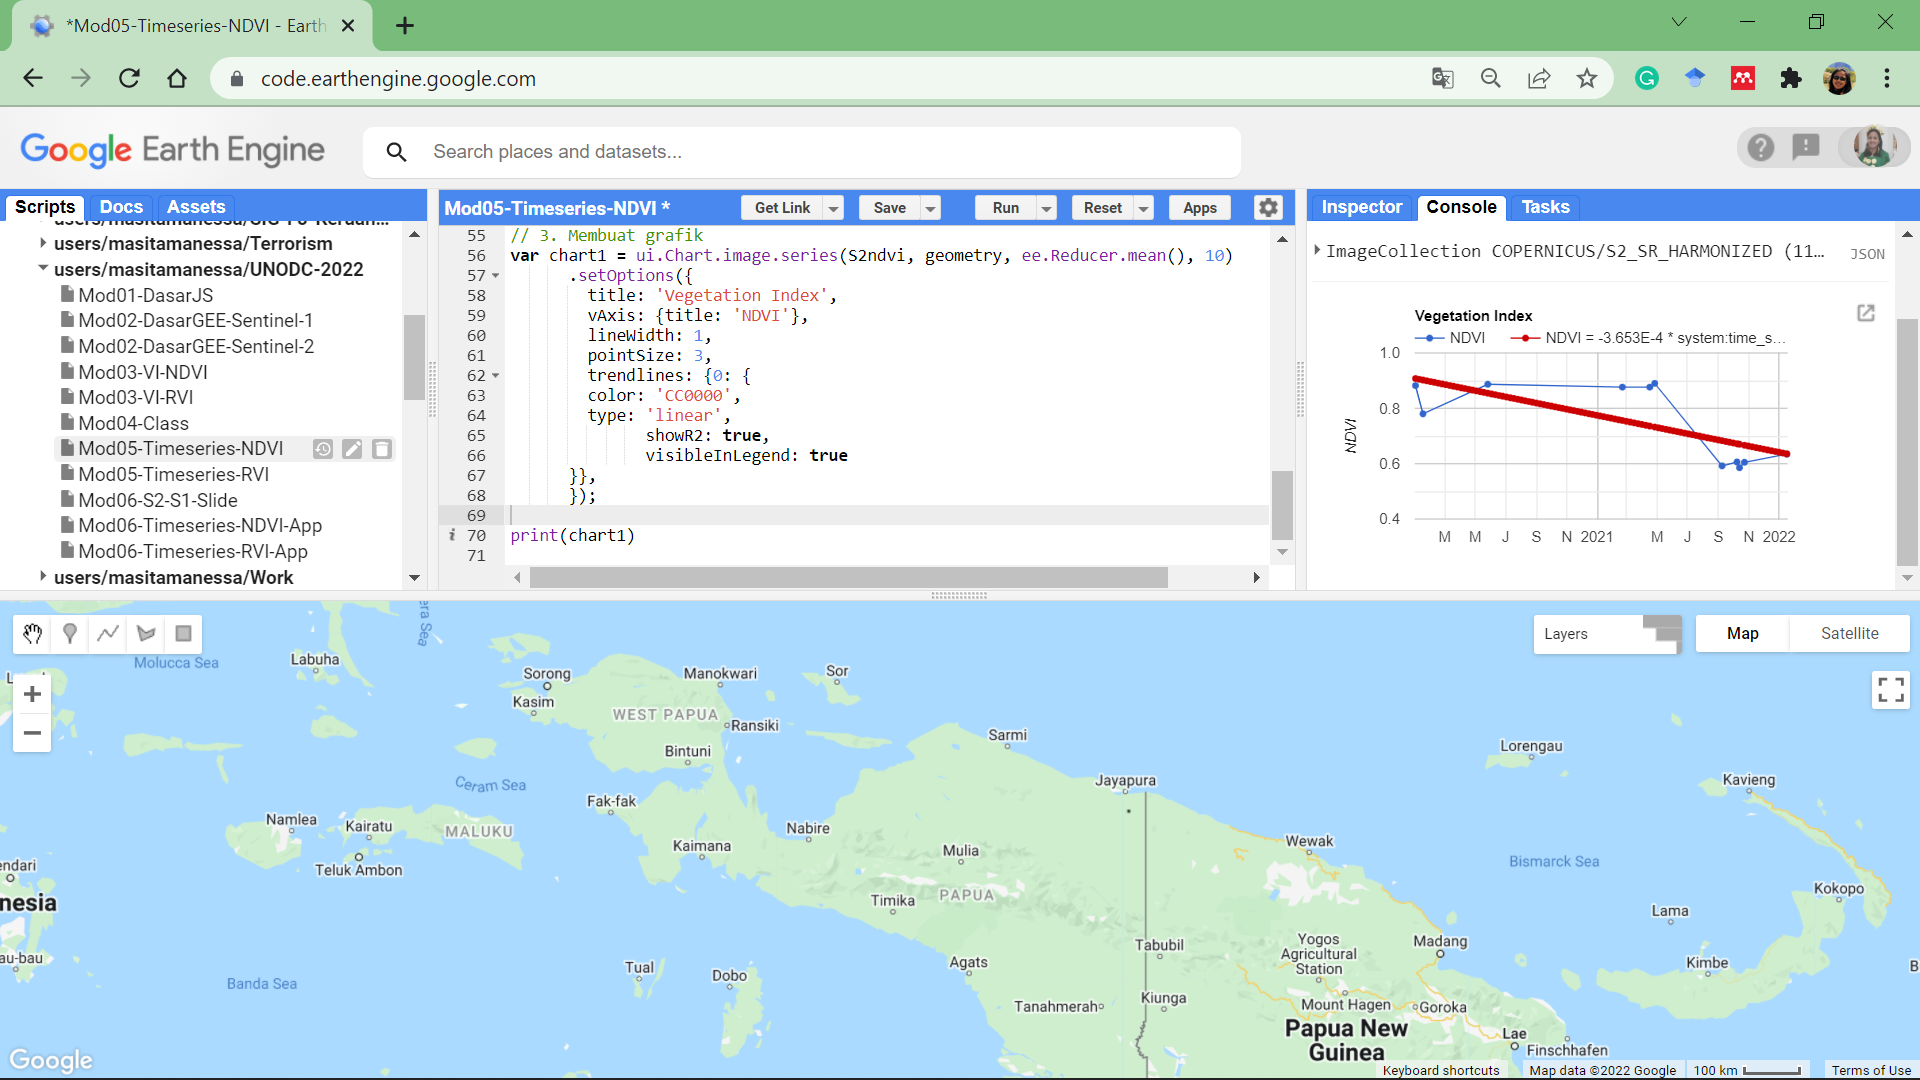 *Mod05-Timeseries-NDVI - Earth
code.earthengine.google.com
Google Earth Engine
Search places and datasets...
Scripts Docs Assets
users/masitamanessa/Terrorism
users/masitamanessa/UNODC-2022
Mod01-DasarJS
Mod02-DasarGEE-Sentinel-1
Mod02-DasarGEE-Sentinel-2
Mod03-VI-NDVI
Mod03-VI-RVI
Mod04-Class
Mod05-Timeseries-NDVI
Mod05-Timeseries-RVI
Mod06-S2-S1-Slide
Mod06-Timeseries-NDVI-App
Mod06-Timeseries-RVI-App
users/masitamanessa/Work
Mod05-Timeseries-NDVI *
Get Link Save Run Reset Apps
55 // 3. Membuat grafik
56 var chart1 = ui.Chart.image.series(S2ndvi, geometry, ee.Reducer.mean(), 10)
57 .setOptions({
58 title: 'Vegetation Index',
59 vAxis: {title: 'NDVI'},
60 lineWidth: 1,
61 pointSize: 3,
62 trendlines: {0: {
63 color: 'CC0000',
64 type: 'linear',
65 showR2: true,
66 visibleInLegend: true
67 }},
68 });
69
i 70 print(chart1)
71
Inspector Console Tasks
ImageCollection COPERNICUS/S2_SR_HARMONIZED (11... JSON
Vegetation Index
NDVI NDVI = -3.653E-4 * system:time_s...
1.0
0.8
0.6
0.4
NDVI
M M J S N 2021 M J S N 2022
Layers
Map Satellite
Molucca Sea
Labuha
Sorong
Kasim
Manokwari
Sor
WEST PAPUA
Ransiki
Bintuni
Sarmi
Lorengau
Jayapura
Kavieng
Ceram Sea
Fak-fak
Namlea
Kairatu
MALUKU
Nabire
Kaimana
Mulia
Wewak
Bismarck Sea
endari
Teluk Ambon
nesia
Timika
PAPUA
Kokopo
Lama
au-bau
Tabubil
Yogos
Agricultural
Station
Madang
Agats
Kimbe
B
Banda Sea
Tual
Dobo
Tanahmerah
Kiunga
Mount Hagen
Goroka
Papua New
Guinea
Lae
Finschhafen
Google
Keyboard shortcuts Map data ©2022 Google 100 km Terms of Use